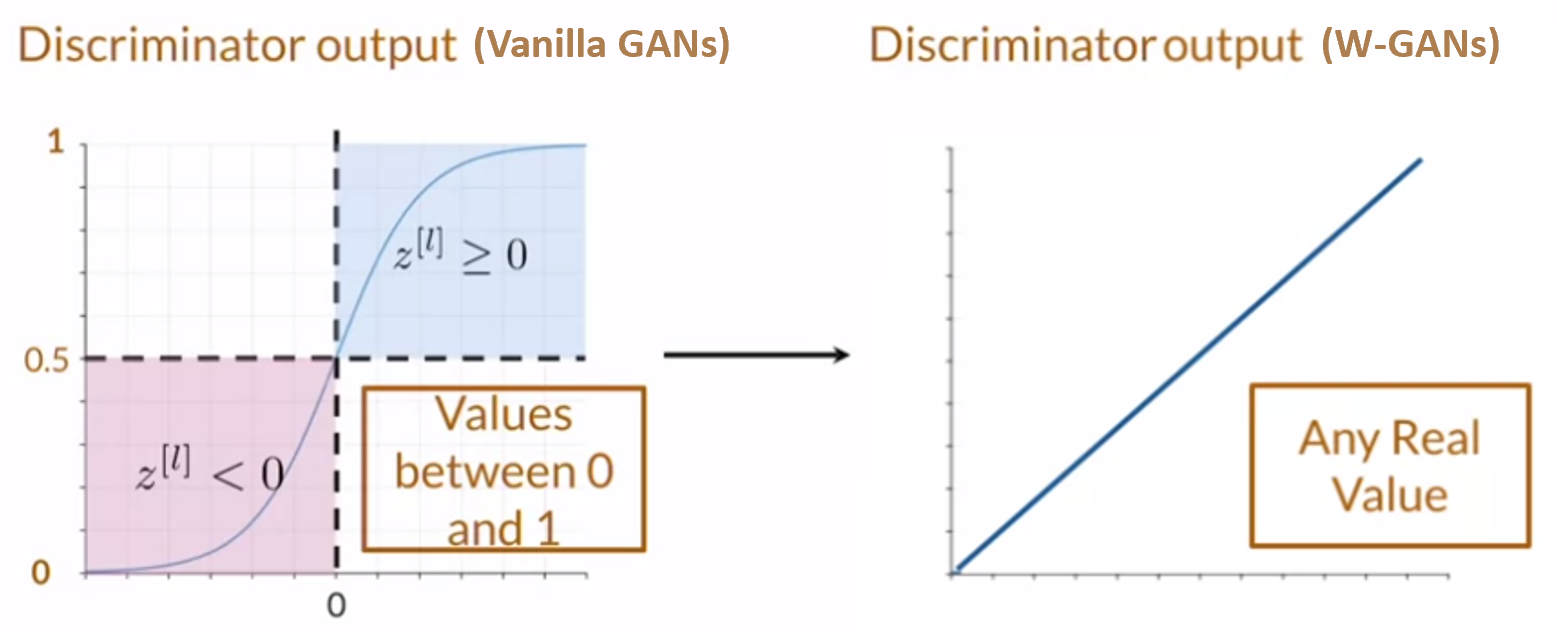 Discriminator output (Vanilla GANs)
1
0.5
0
0
z^[l] ≥ 0
z^[l] < 0
Values
between 0
and 1
Discriminator output (W-GANs)
Any Real
Value